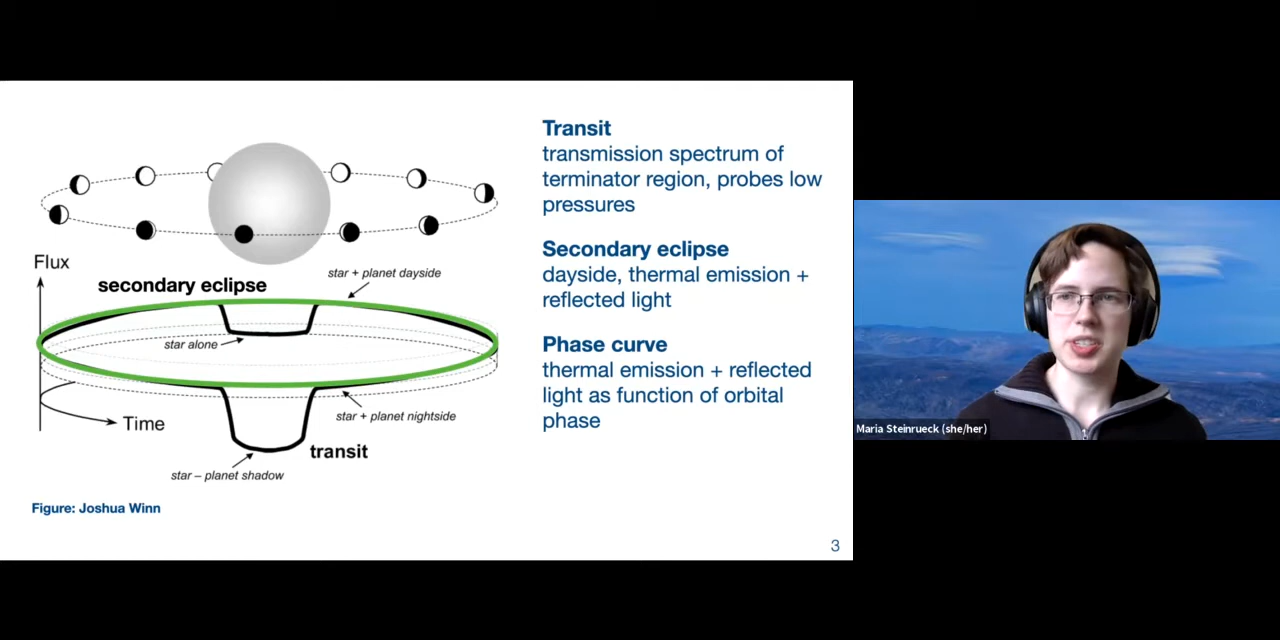 Transit
transmission spectrum of
terminator region, probes low
pressures
Secondary eclipse
dayside, thermal emission +
reflected light
Phase curve
thermal emission + reflected
light as function of orbital
phase
Flux
secondary eclipse
star + planet dayside
star alone
Time
star + planet nightside
transit
star – planet shadow
Figure: Joshua Winn
3
Maria Steinrueck (she/her)